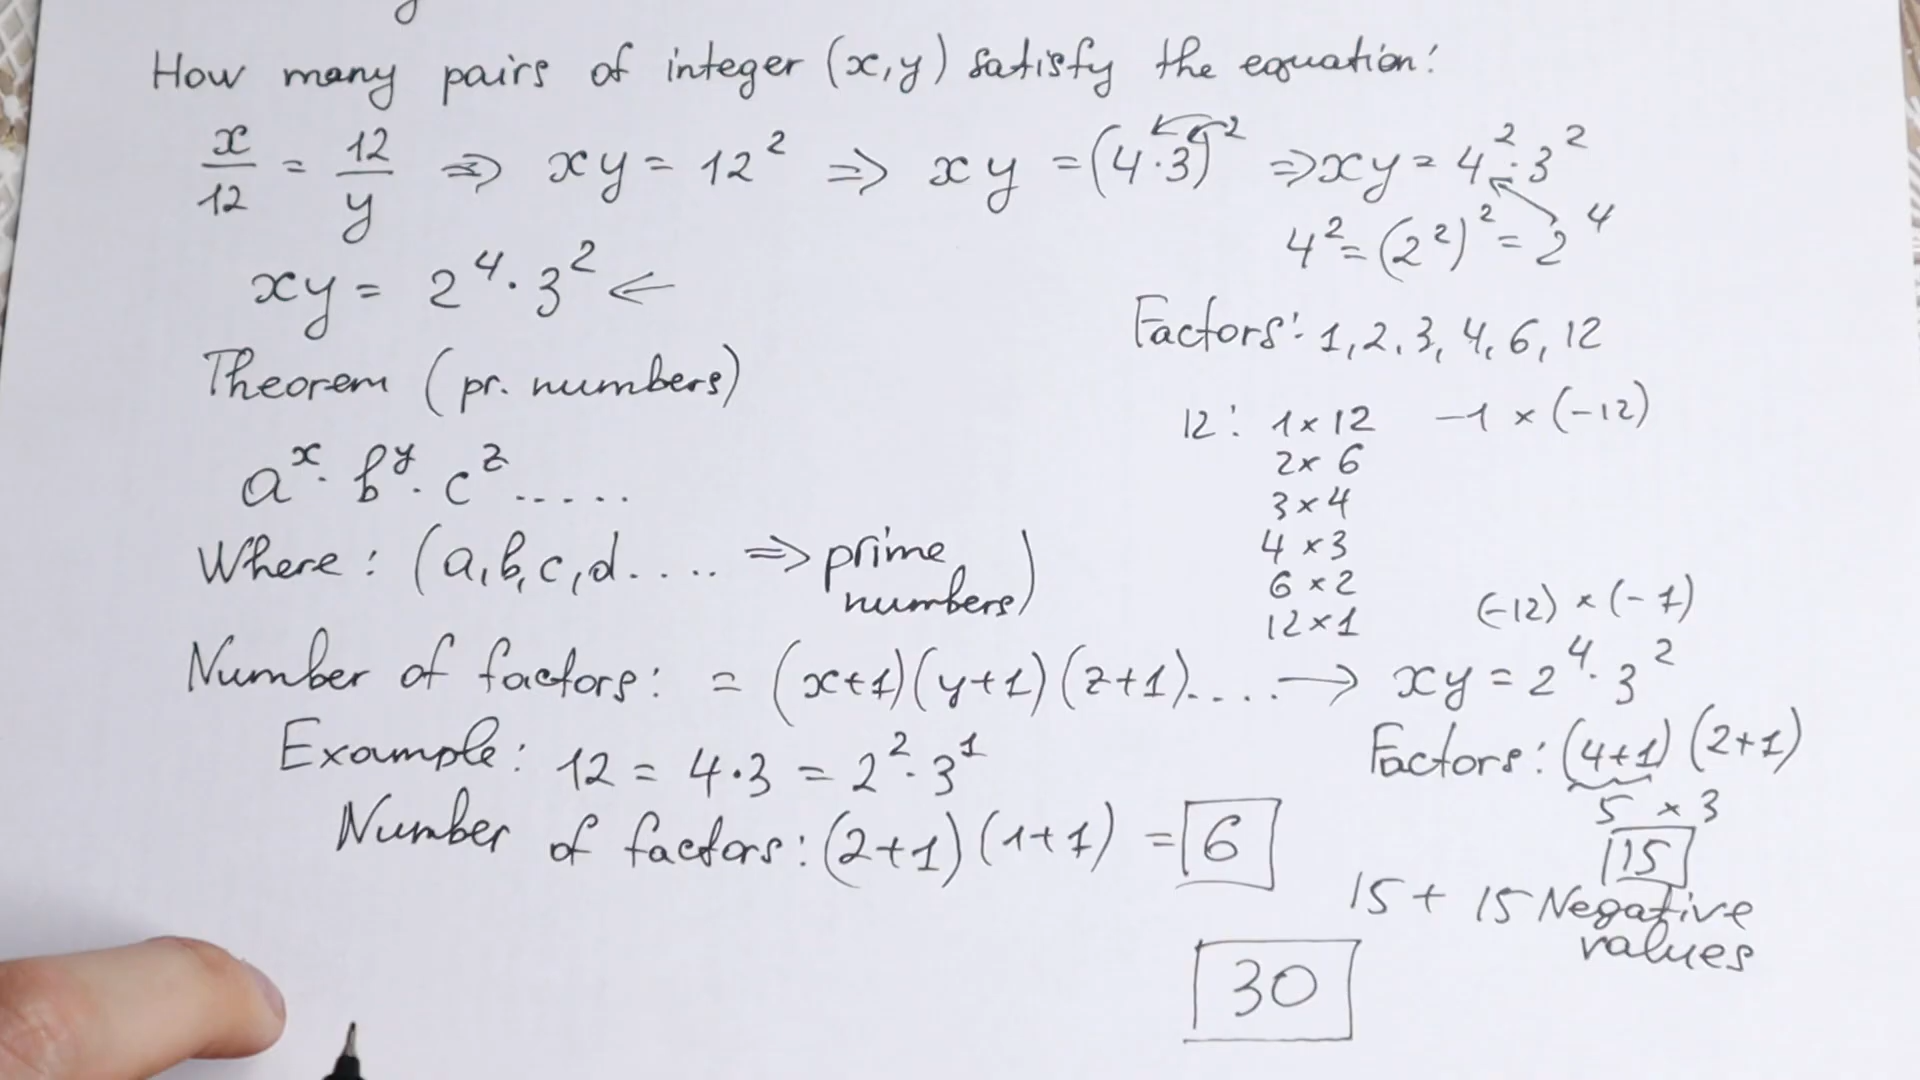 How many pairs of integer (x,y) satisfy the equation:
x/12 = 12/y => xy = 12² => xy = (4·3)² => xy = 4²·3²
4² = (2²)² = 2⁴
xy = 2⁴·3² ←
Factors: 1, 2, 3, 4, 6, 12
Theorem (pr. numbers)
12: 1 x 12 -1 x (-12)
2 x 6
aˣ· bʸ· cᶻ.....
3 x 4
Where: (a,b,c,d.... => prime numbers)
4 x 3
6 x 2
12 x 1 (-12) x (-1)
Number of factors: = (x+1)(y+1)(z+1).... → xy = 2⁴·3²
Example: 12 = 4·3 = 2²·3¹
Factors: (4+1)(2+1)
5 x 3
Number of factors: (2+1)(1+1) = 6
15
15 + 15 Negative
values
30